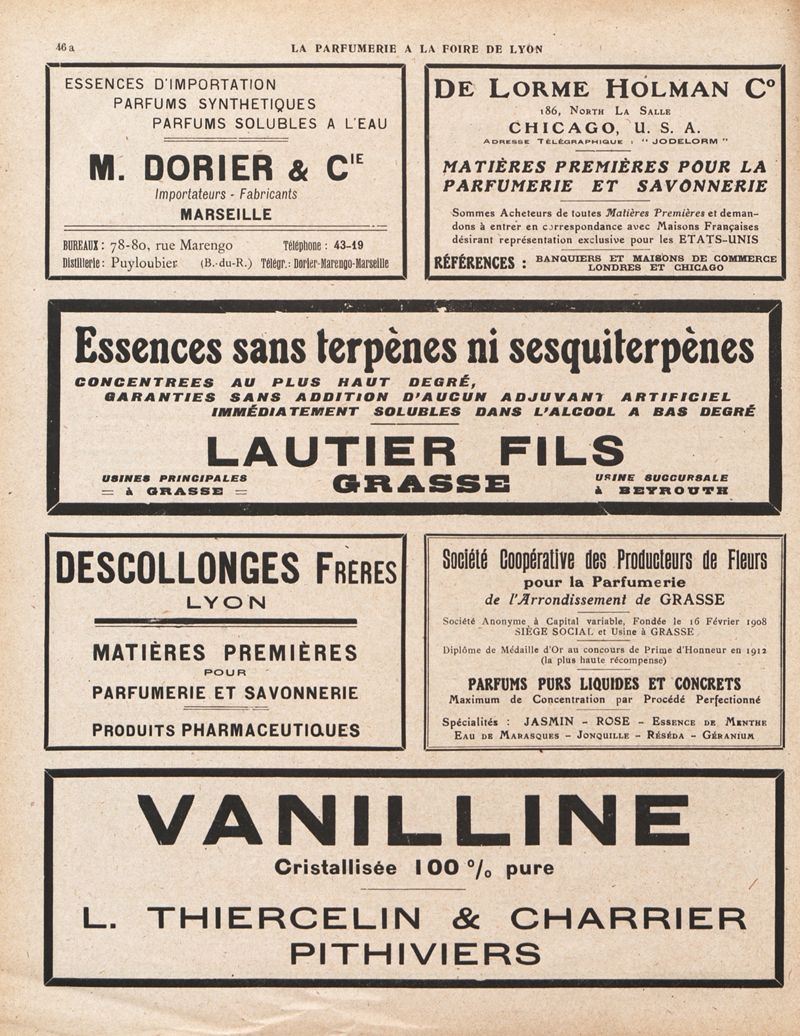 46 a
LA PARFUMERIE A LA FOIRE DE LYON
ESSENCES D'IMPORTATION
PARFUMS SYNTHETIQUES
PARFUMS SOLUBLES A L'EAU
M. DORIER & CIE
Importateurs - Fabricants
MARSEILLE
BUREAUX : 78-80, rue Marengo Téléphone : 43-19
Distillerie : Puyloubier (B.-du-R.) Télégr. : Dorier-Marengo-Marseille
DE LORME HOLMAN Co
186, NORTH LA SALLE
CHICAGO, U. S. A.
ADRESSE TÉLÉGRAPHIQUE : "JODELORM"
MATIÈRES PREMIÈRES POUR LA
PARFUMERIE ET SAVONNERIE
Sommes Acheteurs de toutes Matières Premières et deman-
dons à entrer en correspondance avec Maisons Françaises
désirant représentation exclusive pour les ETATS-UNIS
RÉFÉRENCES : BANQUIERS ET MAISONS DE COMMERCE
LONDRES ET CHICAGO
Essences sans terpènes ni sesquiterpènes
CONCENTREES AU PLUS HAUT DEGRÉ,
GARANTIES SANS ADDITION D'AUCUN ADJUVANT ARTIFICIEL
IMMÉDIATEMENT SOLUBLES DANS L'ALCOOL A BAS DEGRÉ
LAUTIER FILS
USINES PRINCIPALES
= à GRASSE =
GRASSE
USINE SUCCURSALE
à BEYROUTH
DESCOLLONGES FRÈRES
LYON
MATIÈRES PREMIÈRES
POUR
PARFUMERIE ET SAVONNERIE
PRODUITS PHARMACEUTIQUES
Société Coopérative des Producteurs de Fleurs
pour la Parfumerie
de l'Arrondissement de GRASSE
Société Anonyme à Capital variable, Fondée le 16 Février 1908
SIÈGE SOCIAL et Usine à GRASSE
Diplôme de Médaille d'Or au concours de Prime d'Honneur en 1912
(la plus haute récompense)
PARFUMS PURS LIQUIDES ET CONCRETS
Maximum de Concentration par Procédé Perfectionné
Spécialités : JASMIN - ROSE - ESSENCE DE MENTHE
EAU DE MARASQUES - JONQUILLE - RÉSÉDA - GÉRANIUM
VANILLINE
Cristallisée 100 % pure
L. THIERCELIN & CHARRIER
PITHIVIERS